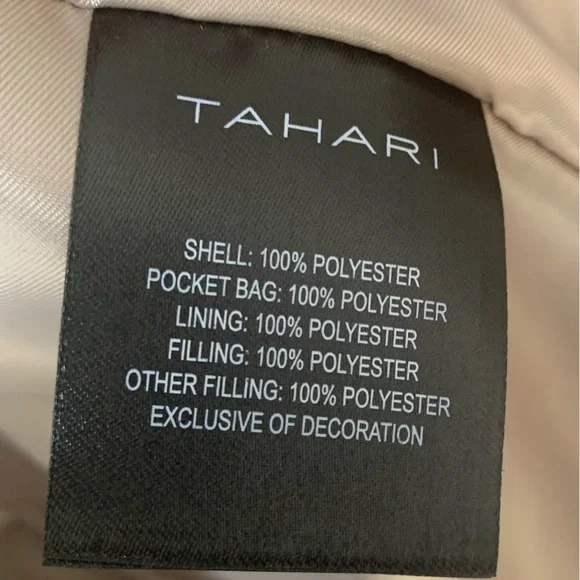 TAHARI
SHELL: 100% POLYESTER
POCKET BAG: 100% POLYESTER
LINING: 100% POLYESTER
FILLING: 100% POLYESTER
OTHER FILLING: 100% POLYESTER
EXCLUSIVE OF DECORATION